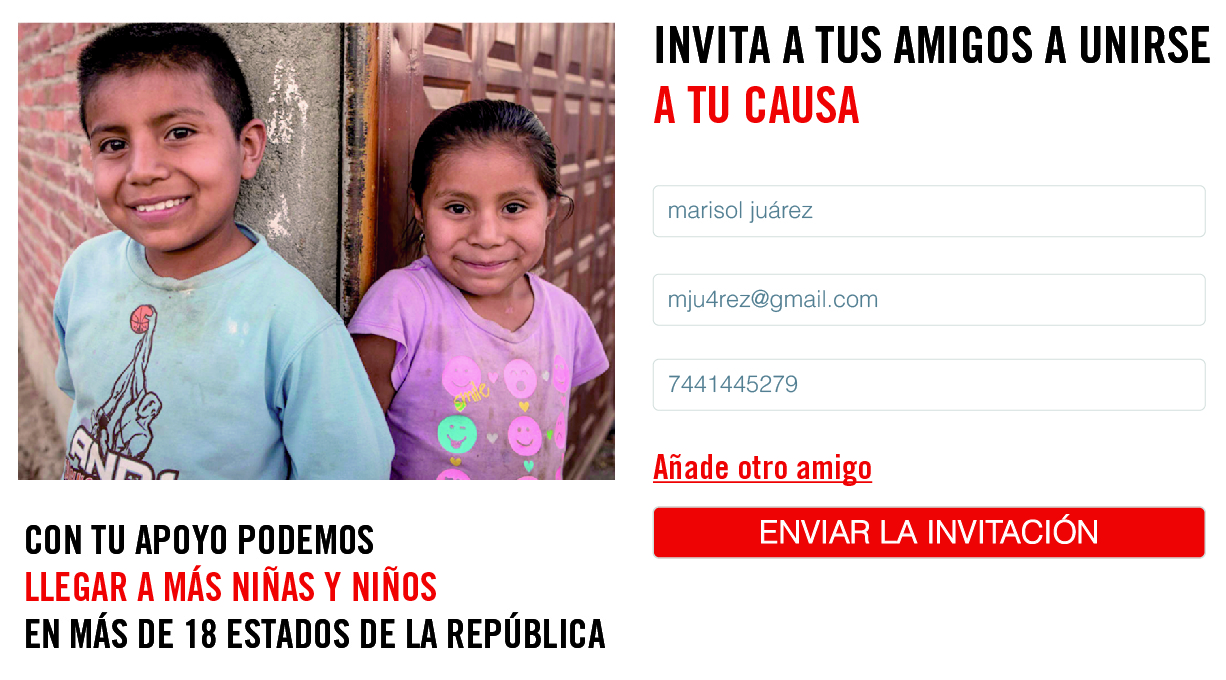 INVITA A TUS AMIGOS A UNIRSE
A TU CAUSA
marisol juárez
mju4rez@gmail.com
7441445279
Añade otro amigo
ENVIAR LA INVITACIÓN
smile
CON TU APOYO PODEMOS
LLEGAR A MÁS NIÑAS Y NIÑOS
EN MÁS DE 18 ESTADOS DE LA REPÚBLICA